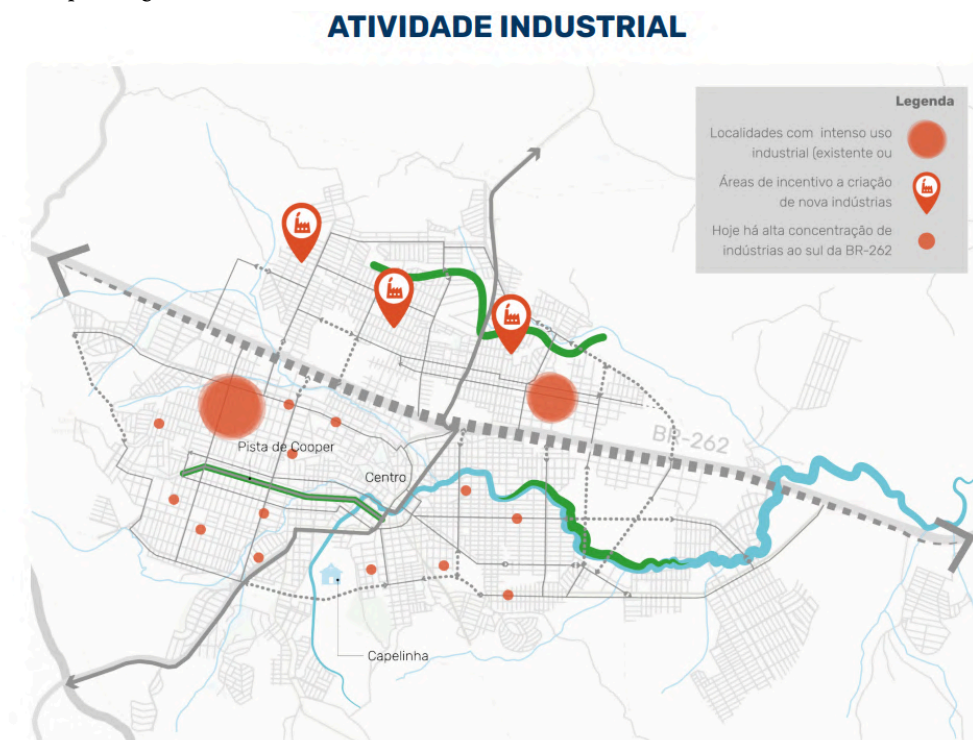 ATIVIDADE INDUSTRIAL
Legenda
Localidades com intenso uso
industrial (existente ou
Áreas de incentivo a criação
de nova indústrias
Hoje há alta concentração de
indústrias ao sul da BR-262
BR-262
Pista de Cooper
Centro
Capelinha